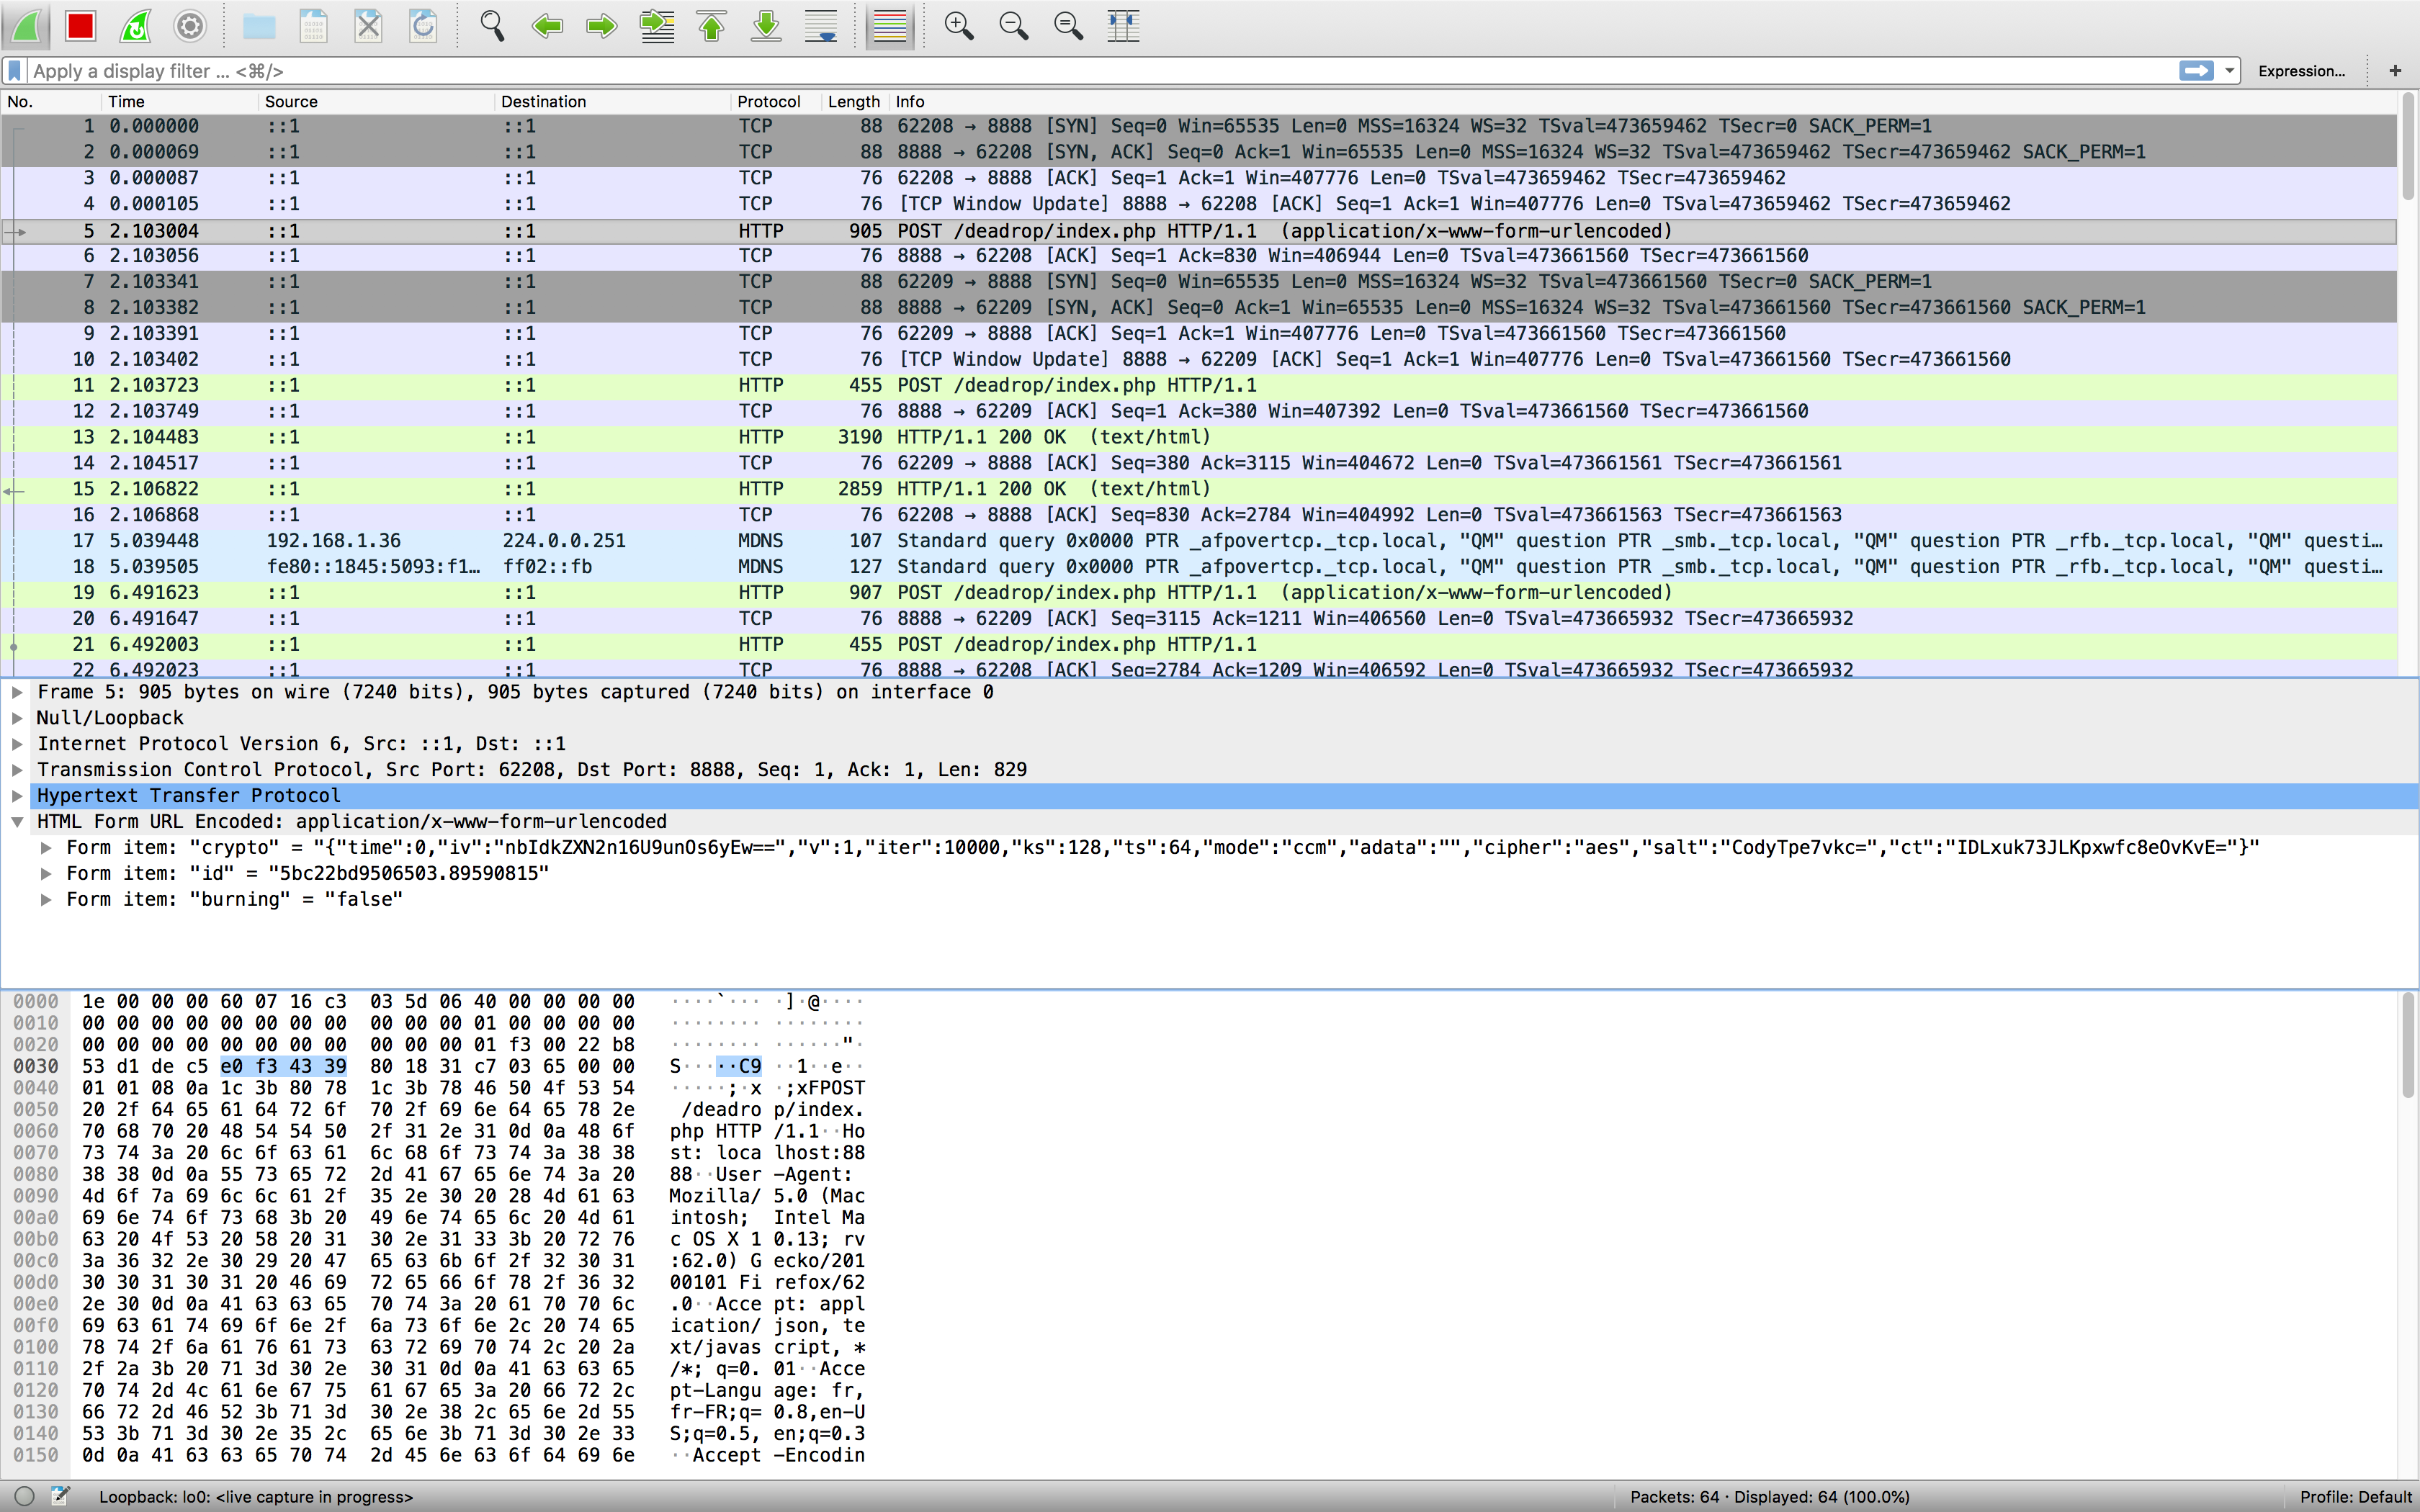 Apply a display filter ... <⌘/>
Expression...
+
No. Time Source Destination Protocol Length Info
1 0.000000 ::1 ::1 TCP 88 62208 → 8888 [SYN] Seq=0 Win=65535 Len=0 MSS=16324 WS=32 TSval=473659462 TSecr=0 SACK_PERM=1
2 0.000069 ::1 ::1 TCP 88 8888 → 62208 [SYN, ACK] Seq=0 Ack=1 Win=65535 Len=0 MSS=16324 WS=32 TSval=473659462 TSecr=473659462 SACK_PERM=1
3 0.000087 ::1 ::1 TCP 76 62208 → 8888 [ACK] Seq=1 Ack=1 Win=407776 Len=0 TSval=473659462 TSecr=473659462
4 0.000105 ::1 ::1 TCP 76 [TCP Window Update] 8888 → 62208 [ACK] Seq=1 Ack=1 Win=407776 Len=0 TSval=473659462 TSecr=473659462
5 2.103004 ::1 ::1 HTTP 905 POST /deadrop/index.php HTTP/1.1  (application/x-www-form-urlencoded)
6 2.103056 ::1 ::1 TCP 76 8888 → 62208 [ACK] Seq=1 Ack=830 Win=406944 Len=0 TSval=473661560 TSecr=473661560
7 2.103341 ::1 ::1 TCP 88 62209 → 8888 [SYN] Seq=0 Win=65535 Len=0 MSS=16324 WS=32 TSval=473661560 TSecr=0 SACK_PERM=1
8 2.103382 ::1 ::1 TCP 88 8888 → 62209 [SYN, ACK] Seq=0 Ack=1 Win=65535 Len=0 MSS=16324 WS=32 TSval=473661560 TSecr=473661560 SACK_PERM=1
9 2.103391 ::1 ::1 TCP 76 62209 → 8888 [ACK] Seq=1 Ack=1 Win=407776 Len=0 TSval=473661560 TSecr=473661560
10 2.103402 ::1 ::1 TCP 76 [TCP Window Update] 8888 → 62209 [ACK] Seq=1 Ack=1 Win=407776 Len=0 TSval=473661560 TSecr=473661560
11 2.103723 ::1 ::1 HTTP 455 POST /deadrop/index.php HTTP/1.1
12 2.103749 ::1 ::1 TCP 76 8888 → 62209 [ACK] Seq=1 Ack=380 Win=407392 Len=0 TSval=473661560 TSecr=473661560
13 2.104483 ::1 ::1 HTTP 3190 HTTP/1.1 200 OK  (text/html)
14 2.104517 ::1 ::1 TCP 76 62209 → 8888 [ACK] Seq=380 Ack=3115 Win=404672 Len=0 TSval=473661561 TSecr=473661561
15 2.106822 ::1 ::1 HTTP 2859 HTTP/1.1 200 OK  (text/html)
16 2.106868 ::1 ::1 TCP 76 62208 → 8888 [ACK] Seq=830 Ack=2784 Win=404992 Len=0 TSval=473661563 TSecr=473661563
17 5.039448 192.168.1.36 224.0.0.251 MDNS 107 Standard query 0x0000 PTR _afpovertcp._tcp.local, "QM" question PTR _smb._tcp.local, "QM" question PTR _rfb._tcp.local, "QM" questi…
18 5.039505 fe80::1845:5093:f1… ff02::fb MDNS 127 Standard query 0x0000 PTR _afpovertcp._tcp.local, "QM" question PTR _smb._tcp.local, "QM" question PTR _rfb._tcp.local, "QM" questi…
19 6.491623 ::1 ::1 HTTP 907 POST /deadrop/index.php HTTP/1.1  (application/x-www-form-urlencoded)
20 6.491647 ::1 ::1 TCP 76 8888 → 62209 [ACK] Seq=3115 Ack=1211 Win=406560 Len=0 TSval=473665932 TSecr=473665932
21 6.492003 ::1 ::1 HTTP 455 POST /deadrop/index.php HTTP/1.1
22 6.492023 ::1 ::1 TCP 76 8888 → 62208 [ACK] Seq=2784 Ack=1209 Win=406592 Len=0 TSval=473665932 TSecr=473665932
Frame 5: 905 bytes on wire (7240 bits), 905 bytes captured (7240 bits) on interface 0
Null/Loopback
Internet Protocol Version 6, Src: ::1, Dst: ::1
Transmission Control Protocol, Src Port: 62208, Dst Port: 8888, Seq: 1, Ack: 1, Len: 829
Hypertext Transfer Protocol
HTML Form URL Encoded: application/x-www-form-urlencoded
Form item: "crypto" = "{"time":0,"iv":"nbIdkZXN2n16U9unOs6yEw==","v":1,"iter":10000,"ks":128,"ts":64,"mode":"ccm","adata":"","cipher":"aes","salt":"CodyTpe7vkc=","ct":"IDLxuk73JLKpxwfc8eOvKvE="}"
Form item: "id" = "5bc22bd9506503.89590815"
Form item: "burning" = "false"
0000 1e 00 00 00 60 07 16 c3 03 5d 06 40 00 00 00 00 ····`··· ·]·@····
0010 00 00 00 00 00 00 00 00 00 00 00 01 00 00 00 00 ········ ········
0020 00 00 00 00 00 00 00 00 00 00 00 01 f3 00 22 b8 ········ ······"·
0030 53 d1 de c5 e0 f3 43 39 80 18 31 c7 03 65 00 00 S·····C9 ··1··e··
0040 01 01 08 0a 1c 3b 80 78 1c 3b 78 46 50 4f 53 54 ·····;·x ·;xFPOST
0050 20 2f 64 65 61 64 72 6f 70 2f 69 6e 64 65 78 2e /deadro p/index.
0060 70 68 70 20 48 54 54 50 2f 31 2e 31 0d 0a 48 6f php HTTP /1.1··Ho
0070 73 74 3a 20 6c 6f 63 61 6c 68 6f 73 74 3a 38 38 st: loca lhost:88
0080 38 38 0d 0a 55 73 65 72 2d 41 67 65 6e 74 3a 20 88··User -Agent:
0090 4d 6f 7a 69 6c 6c 61 2f 35 2e 30 20 28 4d 61 63 Mozilla/ 5.0 (Mac
00a0 69 6e 74 6f 73 68 3b 20 49 6e 74 65 6c 20 4d 61 intosh; Intel Ma
00b0 63 20 4f 53 20 58 20 31 30 2e 31 33 3b 20 72 76 c OS X 1 0.13; rv
00c0 3a 36 32 2e 30 29 20 47 65 63 6b 6f 2f 32 30 31 :62.0) G ecko/201
00d0 30 30 31 30 31 20 46 69 72 65 66 6f 78 2f 36 32 00101 Fi refox/62
00e0 2e 30 0d 0a 41 63 63 65 70 74 3a 20 61 70 70 6c .0··Acce pt: appl
00f0 69 63 61 74 69 6f 6e 2f 6a 73 6f 6e 2c 20 74 65 ication/ json, te
0100 78 74 2f 6a 61 76 61 73 63 72 69 70 74 2c 20 2a xt/javas cript, *
0110 2f 2a 3b 20 71 3d 30 2e 30 31 0d 0a 41 63 63 65 /*; q=0. 01··Acce
0120 70 74 2d 4c 61 6e 67 75 61 67 65 3a 20 66 72 2c pt-Langu age: fr,
0130 66 72 2d 46 52 3b 71 3d 30 2e 38 2c 65 6e 2d 55 fr-FR;q= 0.8,en-U
0140 53 3b 71 3d 30 2e 35 2c 65 6e 3b 71 3d 30 2e 33 S;q=0.5, en;q=0.3
0150 0d 0a 41 63 63 65 70 74 2d 45 6e 63 6f 64 69 6e ··Accept -Encodin
Loopback: lo0: <live capture in progress>
Packets: 64 · Displayed: 64 (100.0%)
Profile: Default